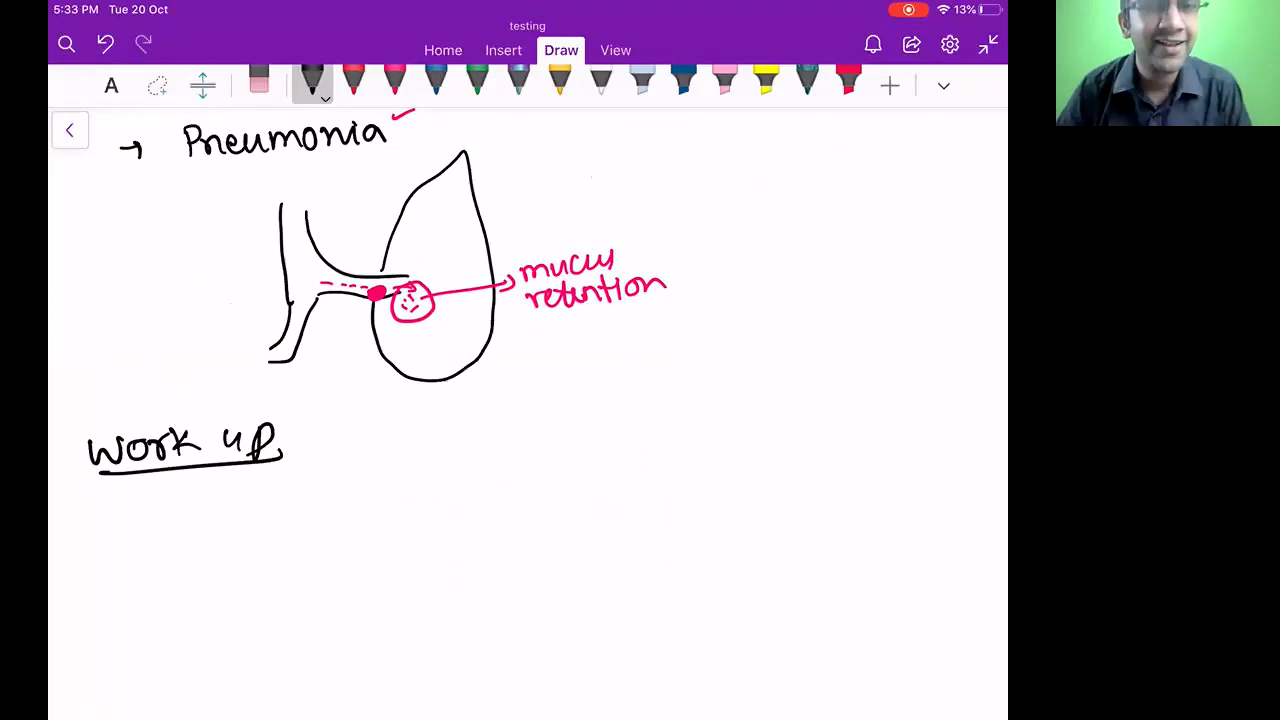 5:33 PM Tue 20 Oct
13%
testing
Home Insert Draw View
A
→ Pneumonia
mucus
retention
Work up